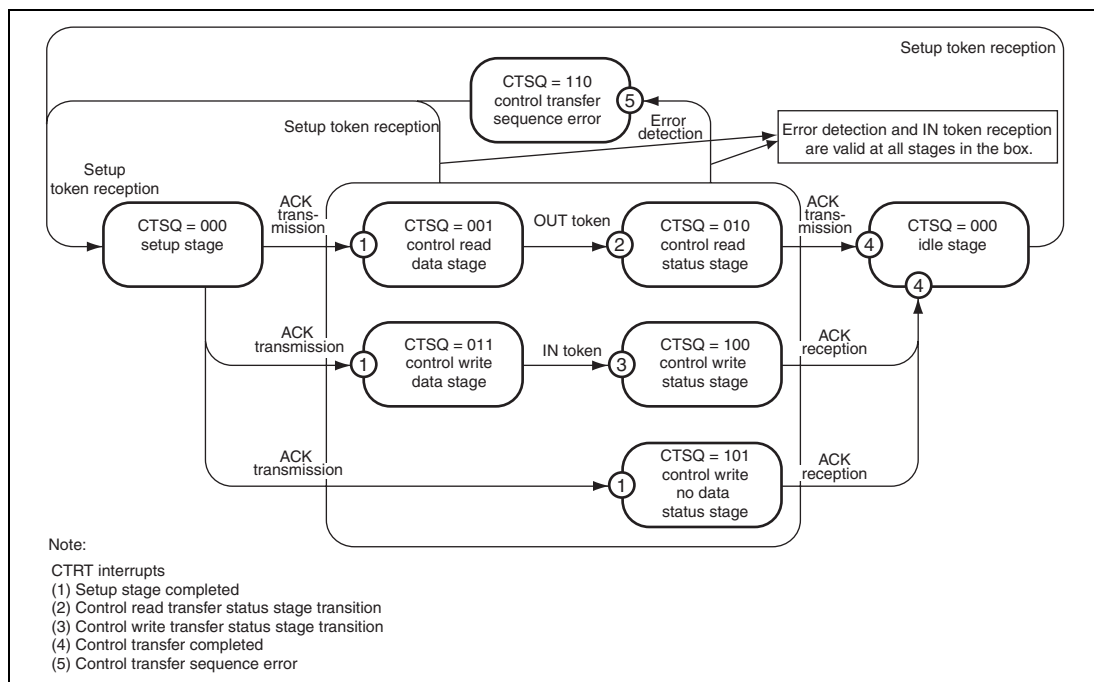 Setup token reception
CTSQ = 110
control transfer
sequence error
5
Setup token reception
Error
detection
Error detection and IN token reception
are valid at all stages in the box.
Setup
token reception
CTSQ = 000
setup stage
ACK
trans-
mission
1
CTSQ = 001
control read
data stage
OUT token
2
CTSQ = 010
control read
status stage
ACK
trans-
mission
4
CTSQ = 000
idle stage
4
ACK
transmission
1
CTSQ = 011
control write
data stage
IN token
3
CTSQ = 100
control write
status stage
ACK
reception
ACK
transmission
1
CTSQ = 101
control write
no data
status stage
ACK
reception
Note:
CTRT interrupts
(1) Setup stage completed
(2) Control read transfer status stage transition
(3) Control write transfer status stage transition
(4) Control transfer completed
(5) Control transfer sequence error